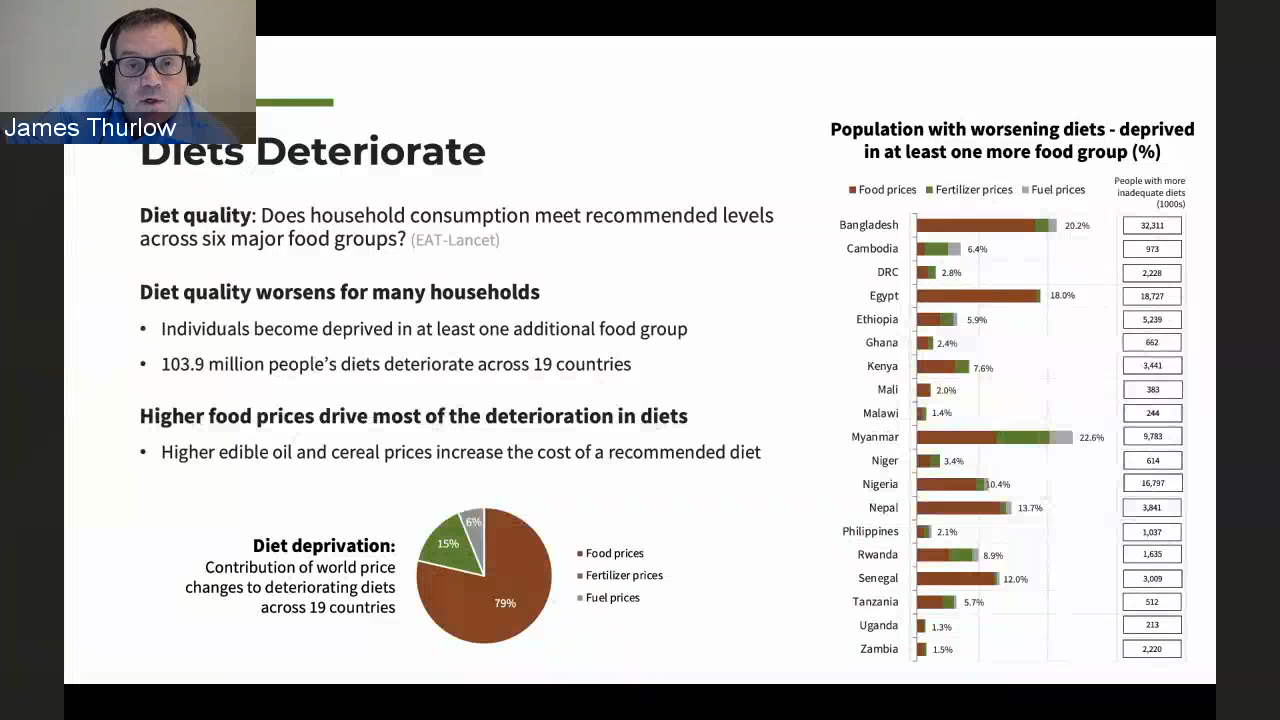 James Thurlow
Diets Deteriorate
Diet quality: Does household consumption meet recommended levels
across six major food groups? (EAT-Lancet)
Diet quality worsens for many households
• Individuals become deprived in at least one additional food group
• 103.9 million people's diets deteriorate across 19 countries
Higher food prices drive most of the deterioration in diets
• Higher edible oil and cereal prices increase the cost of a recommended diet
Diet deprivation:
Contribution of world price
changes to deteriorating diets
across 19 countries
6%
15%
79%
Food prices
Fertilizer prices
Fuel prices
Population with worsening diets - deprived
in at least one more food group (%)
Food prices Fertilizer prices Fuel prices
People with more
inadequate diets
(1000s)
Bangladesh 20.2% 32,311
Cambodia 6.4% 973
DRC 2.8% 2,228
Egypt 18.0% 18,727
Ethiopia 5.9% 5,239
Ghana 2.4% 662
Kenya 7.6% 3,441
Mali 2.0% 383
Malawi 1.4% 244
Myanmar 22.6% 9,783
Niger 3.4% 614
Nigeria 10.4% 16,797
Nepal 13.7% 3,841
Philippines 2.1% 1,037
Rwanda 8.9% 1,635
Senegal 12.0% 3,009
Tanzania 5.7% 512
Uganda 1.3% 213
Zambia 1.5% 2,220